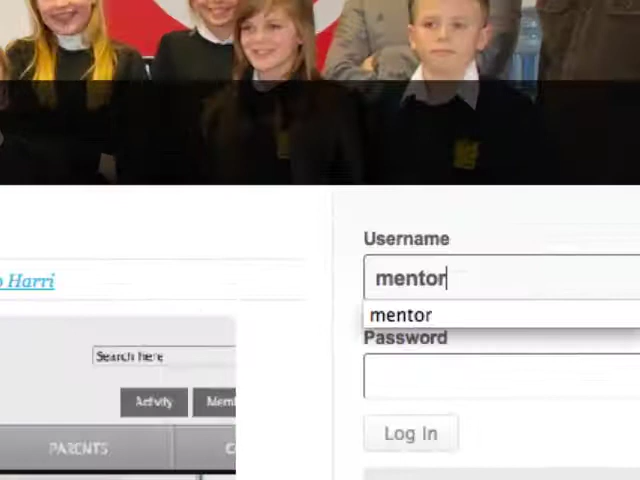 Username
Harri
mentor
mentor
Password
Search here
Activity
PARENTS
Log In